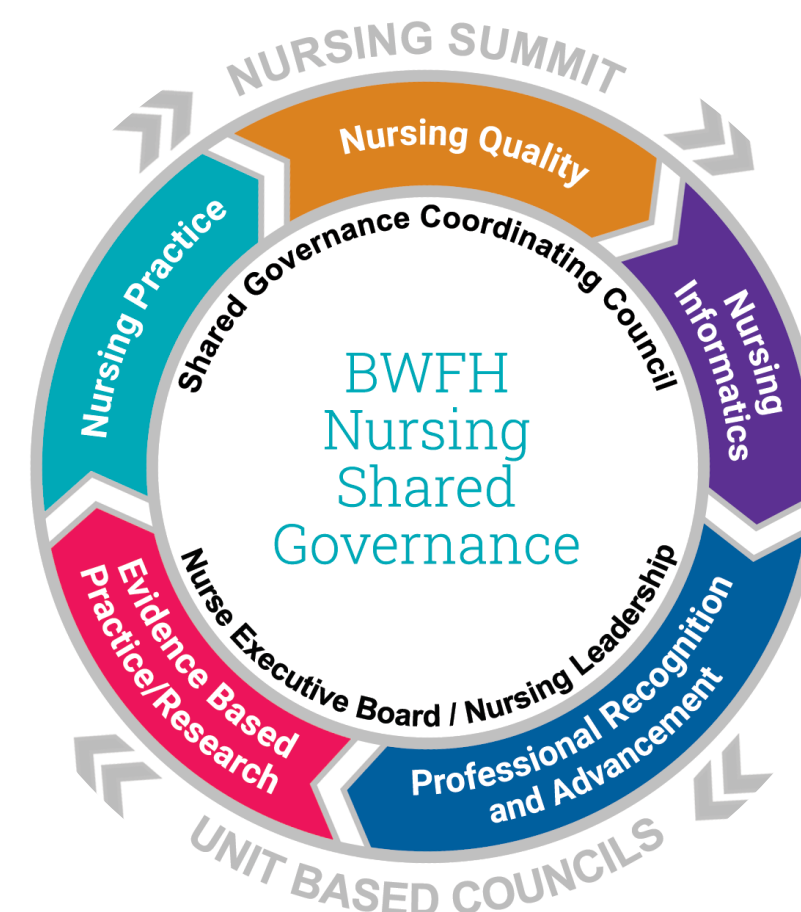 NURSING SUMMIT
Nursing Quality
Nursing
Informatics
Professional Recognition
and Advancement
Evidence Based
Practice/Research
Nursing Practice
Shared Governance Coordinating Council
BWFH
Nursing
Shared
Governance
Nurse Executive Board / Nursing Leadership
UNIT BASED COUNCILS